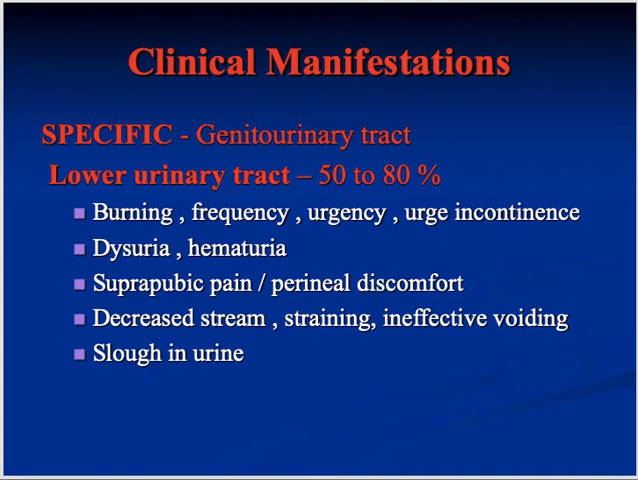 Clinical Manifestations
SPECIFIC - Genitourinary tract
Lower urinary tract – 50 to 80 %
Burning , frequency , urgency , urge incontinence
Dysuria , hematuria
Suprapubic pain / perineal discomfort
Decreased stream , straining, ineffective voiding
Slough in urine